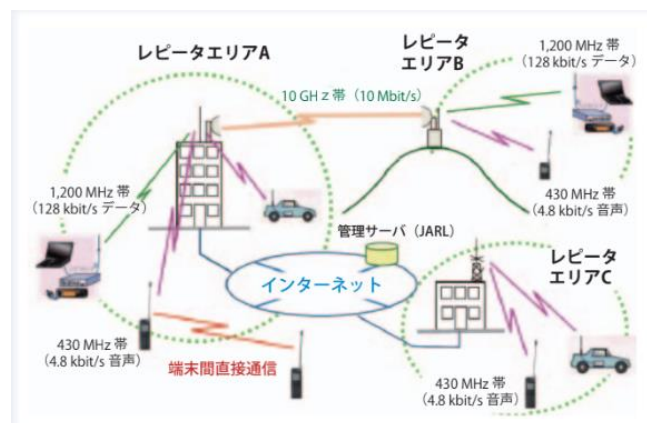 レピータエリアA
レピータ
エリアB
1,200 MHz 帯
(128 kbit/s データ)
10 GHz 帯(10 Mbit/s)
1,200 MHz 帯
(128 kbit/s データ)
430 MHz 帯
(4.8 kbit/s 音声)
管理サーバ(JARL)
インターネット
レピータ
エリアC
430 MHz 帯
(4.8 kbit/s 音声)
端末間直接通信
430 MHz 帯
(4.8 kbit/s 音声)